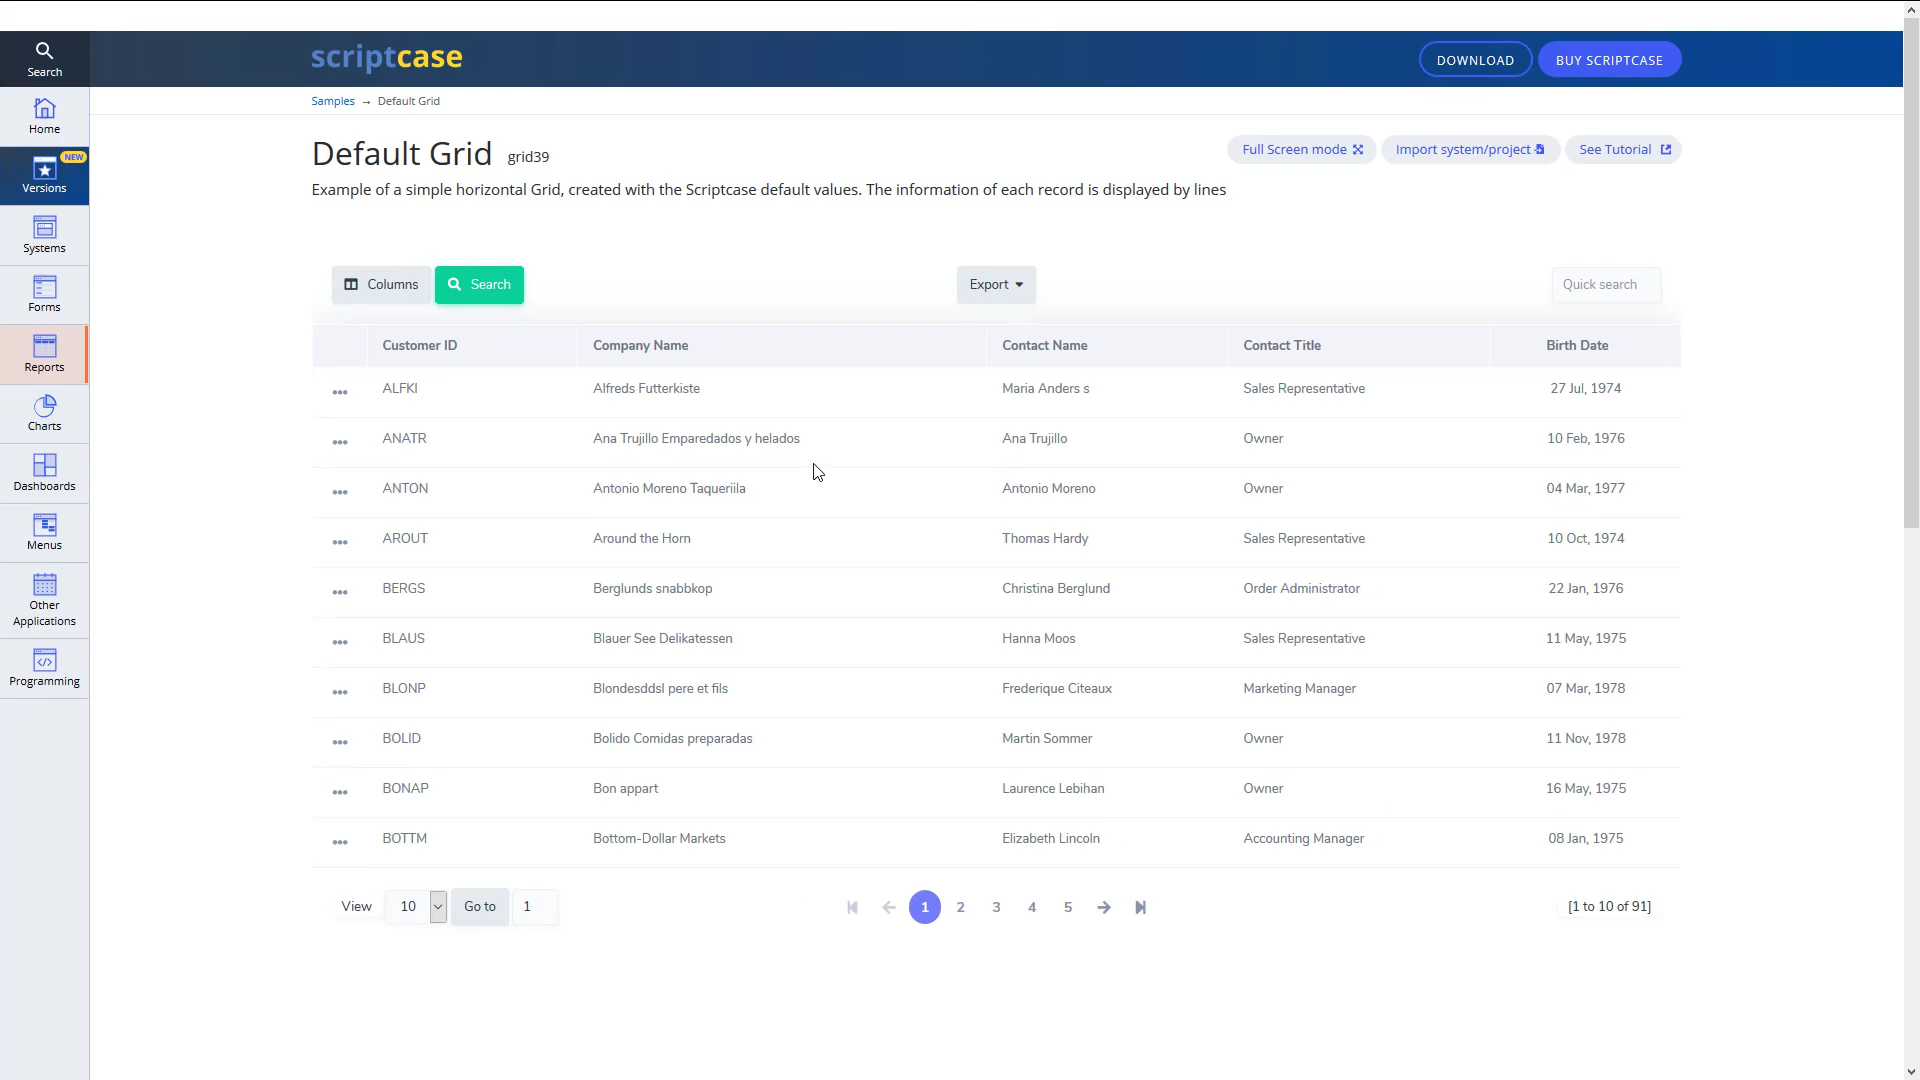 Search
scriptcase
DOWNLOAD
BUY SCRIPTCASE
Samples → Default Grid
Home
NEW
Versions
Systems
Forms
Reports
Charts
Dashboards
Menus
Other
Applications
Programming
Default Grid grid39
Full Screen mode
Import system/project
See Tutorial
Example of a simple horizontal Grid, created with the Scriptcase default values. The information of each record is displayed by lines
Columns Search Export Quick search
Customer ID Company Name Contact Name Contact Title Birth Date
ALFKI Alfreds Futterkiste Maria Anders s Sales Representative 27 Jul, 1974
ANATR Ana Trujillo Emparedados y helados Ana Trujillo Owner 10 Feb, 1976
ANTON Antonio Moreno Taqueriila Antonio Moreno Owner 04 Mar, 1977
AROUT Around the Horn Thomas Hardy Sales Representative 10 Oct, 1974
BERGS Berglunds snabbkop Christina Berglund Order Administrator 22 Jan, 1976
BLAUS Blauer See Delikatessen Hanna Moos Sales Representative 11 May, 1975
BLONP Blondesddsl pere et fils Frederique Citeaux Marketing Manager 07 Mar, 1978
BOLID Bolido Comidas preparadas Martin Sommer Owner 11 Nov, 1978
BONAP Bon appart Laurence Lebihan Owner 16 May, 1975
BOTTM Bottom-Dollar Markets Elizabeth Lincoln Accounting Manager 08 Jan, 1975
View 10 Go to 1 1 2 3 4 5 [1 to 10 of 91]